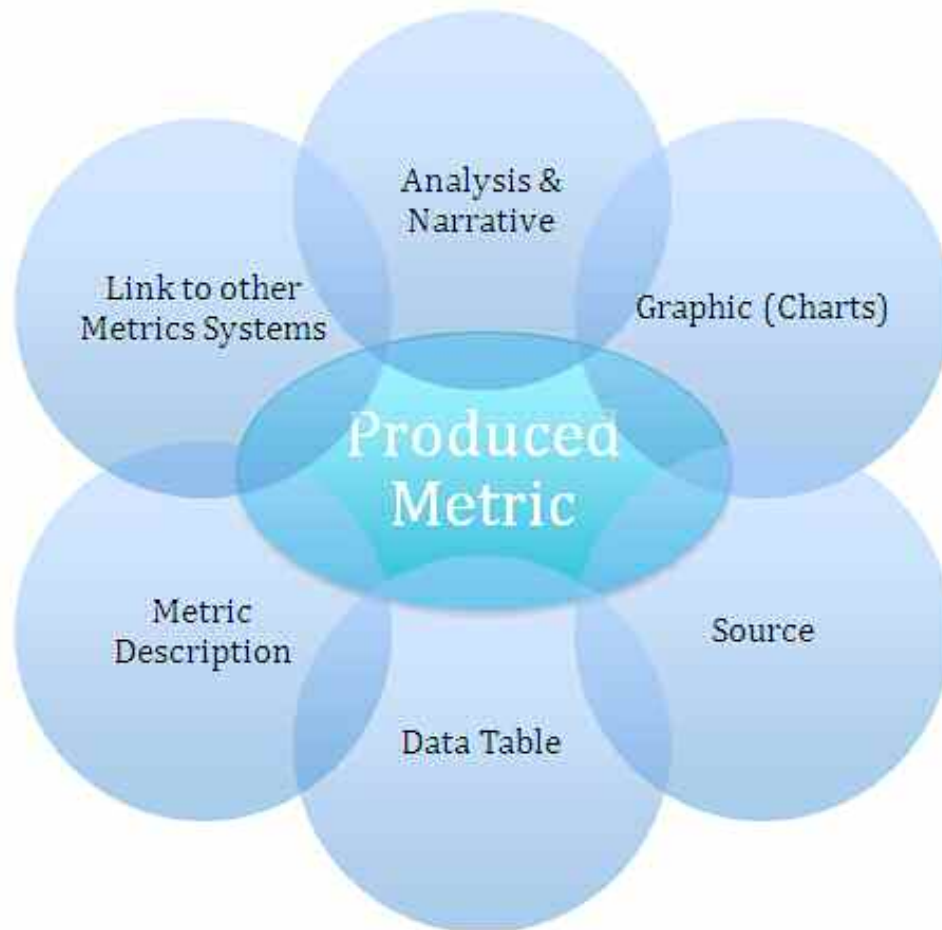 Analysis &
Narrative
Graphic (Charts)
Link to other
Metrics Systems
Produced
Metric
Metric
Description
Source
Data Table